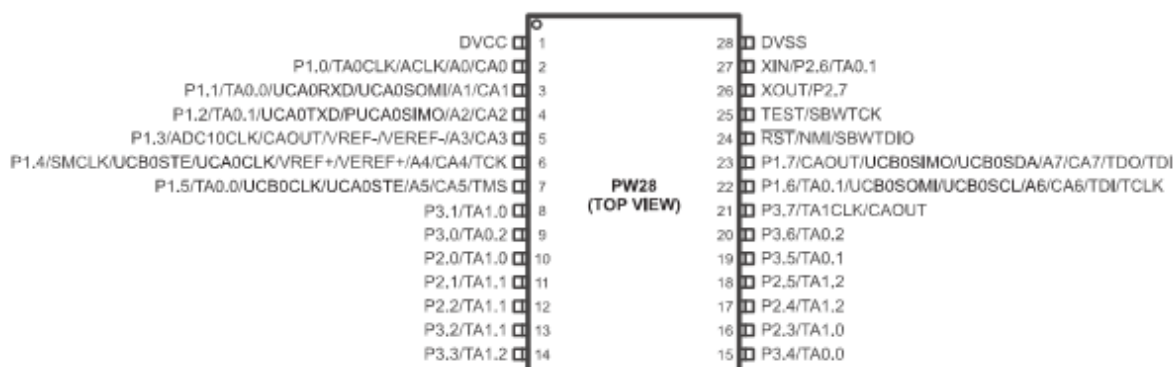 DVCC 1 28 DVSS
P1.0/TA0CLK/ACLK/A0/CA0 2 27 XIN/P2.6/TA0.1
P1.1/TA0.0/UCA0RXD/UCA0SOMI/A1/CA1 3 26 XOUT/P2.7
P1.2/TA0.1/UCA0TXD/PUCA0SIMO/A2/CA2 4 25 TEST/SBWTCK
P1.3/ADC10CLK/CAOUT/VREF-/VEREF-/A3/CA3 5 24 RST/NMI/SBWTDIO
P1.4/SMCLK/UCB0STE/UCA0CLK/VREF+/VEREF+/A4/CA4/TCK 6 23 P1.7/CAOUT/UCB0SIMO/UCB0SDA/A7/CA7/TDO/TDI
P1.5/TA0.0/UCB0CLK/UCA0STE/A5/CA5/TMS 7 PW28 22 P1.6/TA0.1/UCB0SOMI/UCB0SCL/A6/CA6/TDI/TCLK
P3.1/TA1.0 8 (TOP VIEW) 21 P3.7/TA1CLK/CAOUT
P3.0/TA0.2 9 20 P3.6/TA0.2
P2.0/TA1.0 10 19 P3.5/TA0.1
P2.1/TA1.1 11 18 P2.5/TA1.2
P2.2/TA1.1 12 17 P2.4/TA1.2
P3.2/TA1.1 13 16 P2.3/TA1.0
P3.3/TA1.2 14 15 P3.4/TA0.0